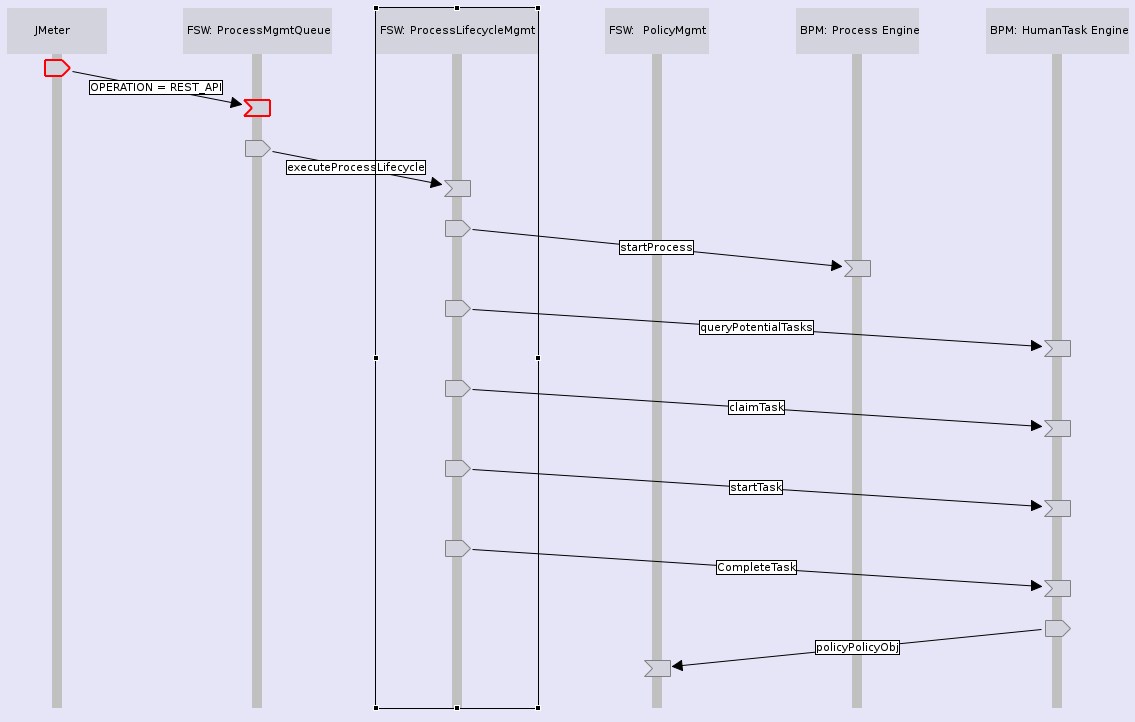 JMeter
FSW: ProcessMgmtQueue
FSW: ProcessLifecycleMgmt
FSW: PolicyMgmt
BPM: Process Engine
BPM: HumanTask Engine
OPERATION = REST_API
executeProcessLifecycle
startProcess
queryPotentialTasks
claimTask
startTask
CompleteTask
policyPolicyObj